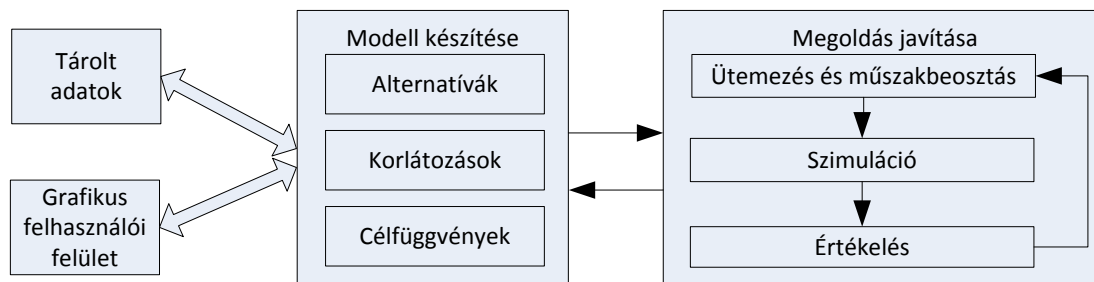 Tárolt
adatok
Grafikus
felhasználói
felület
Modell készítése
Alternatívák
Korlátozások
Célfüggvények
Megoldás javítása
Ütemezés és műszakbeosztás
Szimuláció
Értékelés